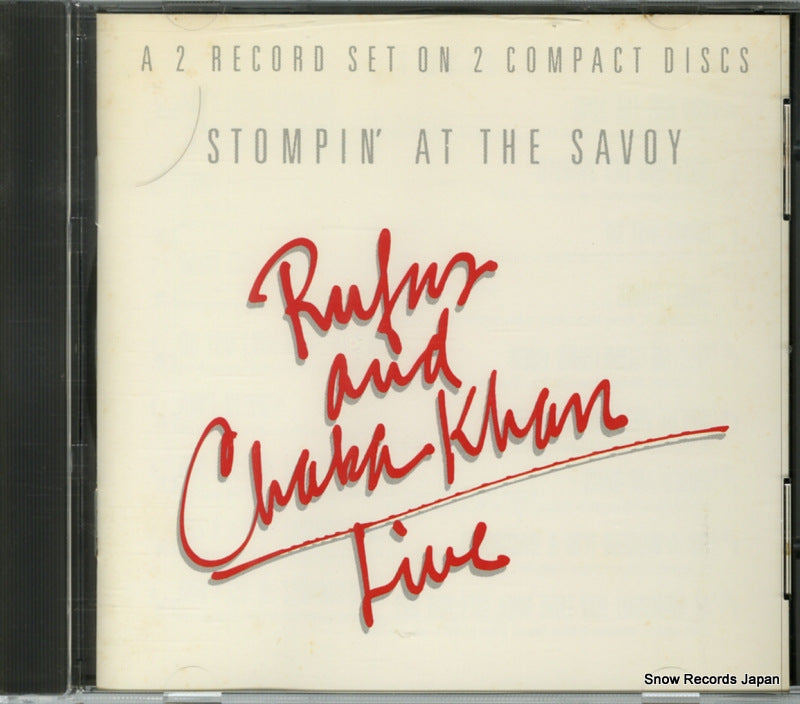 A 2 RECORD SET ON 2 COMPACT DISCS
STOMPIN' AT THE SAVOY
Rufus
and
Chaka Khan
Live
Snow Records Japan